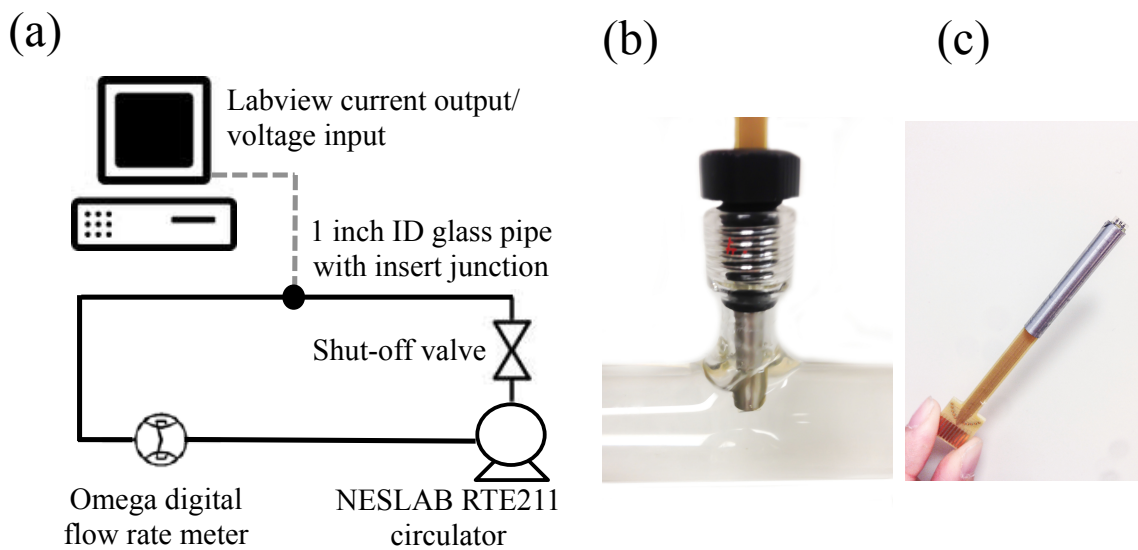 (a)
(b)
(c)
Labview current output/
voltage input
1 inch ID glass pipe
with insert junction
Shut-off valve
Omega digital
flow rate meter
NESLAB RTE211
circulator